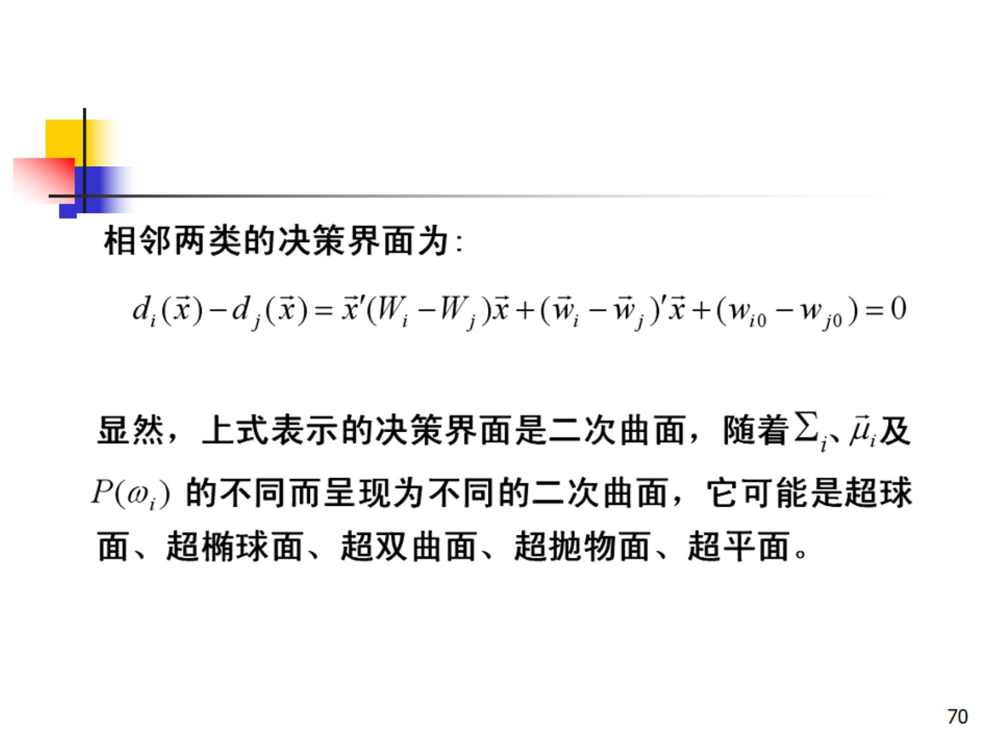 相邻两类的决策界面为:
$d_i(\vec{x})-d_j(\vec{x})=\vec{x}'(W_i-W_j)\vec{x}+(\vec{w}_i-\vec{w}_j)'\vec{x}+(w_{i0}-w_{j0})=0$
显然，上式表示的决策界面是二次曲面，随着$\Sigma_i$、$\vec{\mu}_i$及
$P(\omega_i)$ 的不同而呈现为不同的二次曲面，它可能是超球
面、超椭球面、超双曲面、超抛物面、超平面。
70